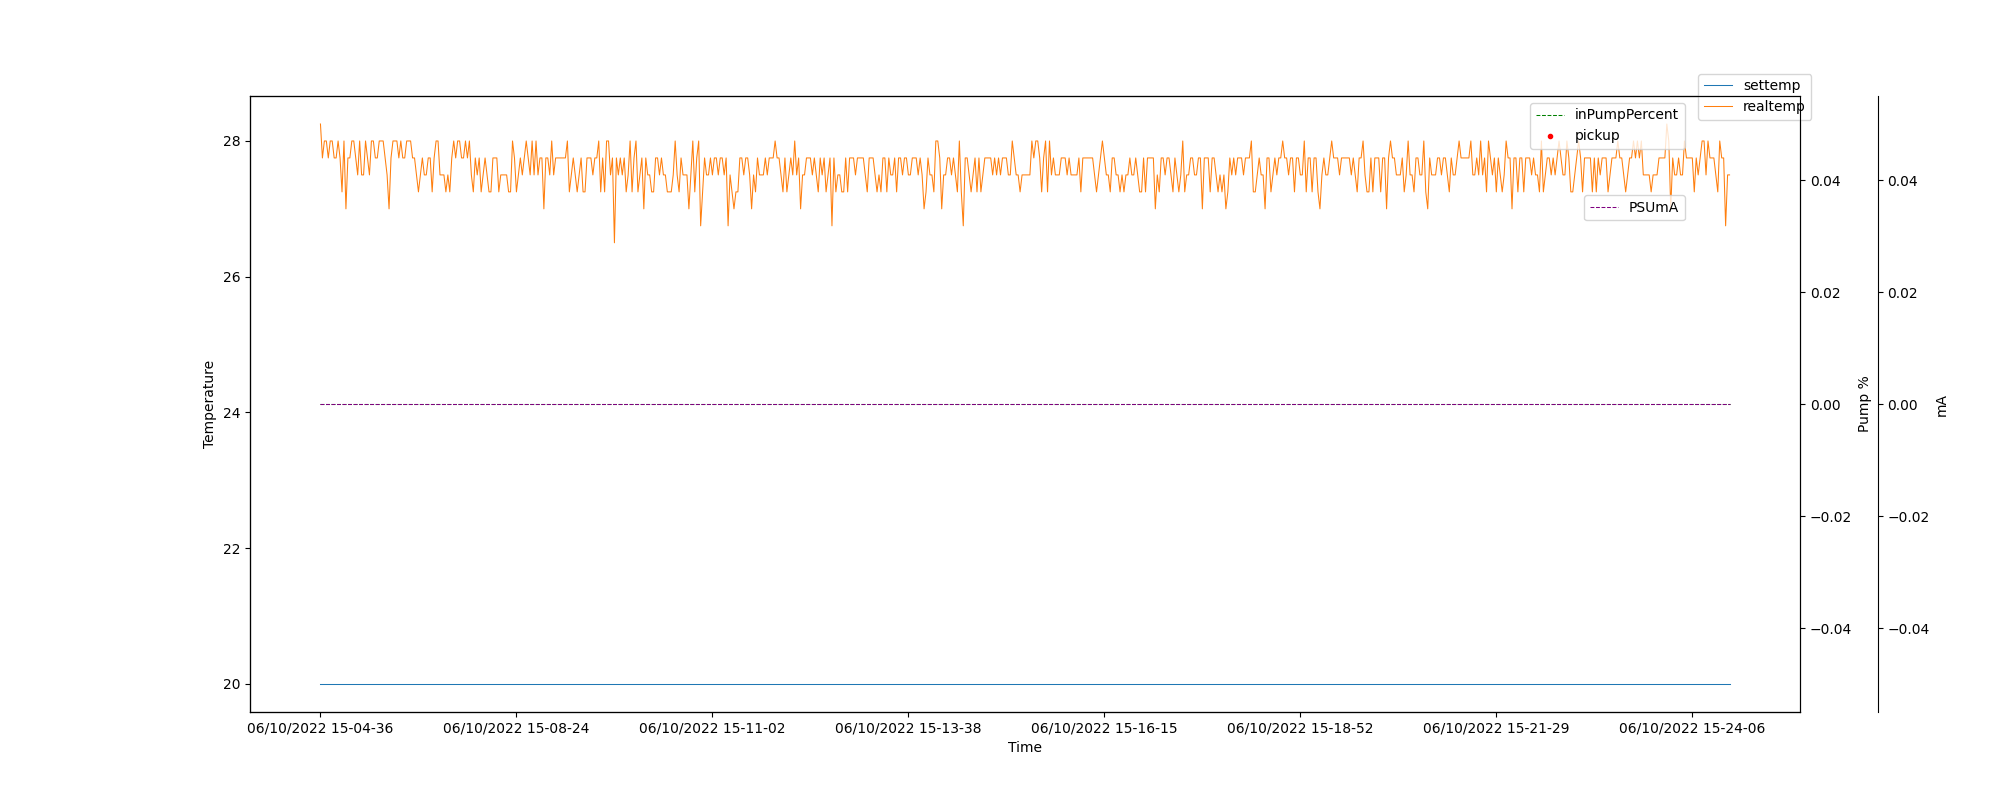 settemp
realtemp
inPumpPercent
pickup
PSUmA
28
26
24
22
20
Temperature
0.04
0.02
0.00
−0.02
−0.04
Pump %
0.04
0.02
0.00
−0.02
−0.04
mA
06/10/2022 15-04-36
06/10/2022 15-08-24
06/10/2022 15-11-02
06/10/2022 15-13-38
06/10/2022 15-16-15
06/10/2022 15-18-52
06/10/2022 15-21-29
06/10/2022 15-24-06
Time